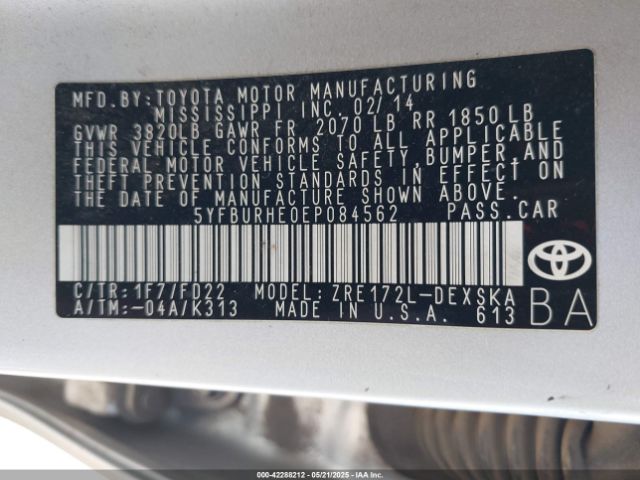 MFD. BY: TOYOTA MOTOR MANUFACTURING
MISSISSIPPI INC. 02/14
GVWR 3820LB GAWR FR 2070 LB RR 1850 LB
THIS VEHICLE CONFORMS TO ALL APPLICABLE
FEDERAL MOTOR VEHICLE SAFETY, BUMPER, AND
THEFT PREVENTION STANDARDS IN EFFECT ON
THE DATE OF MANUFACTURE SHOWN ABOVE.
5YFBURHE0EP084562 PASS. CAR
C/TR: 1F7/FD22 MODEL: ZRE172L-DEXSKA
A/TM: -04A/K313 MADE IN U.S.A. 613
BA
000-42288212 - 05/21/2025 - IAAI.COM